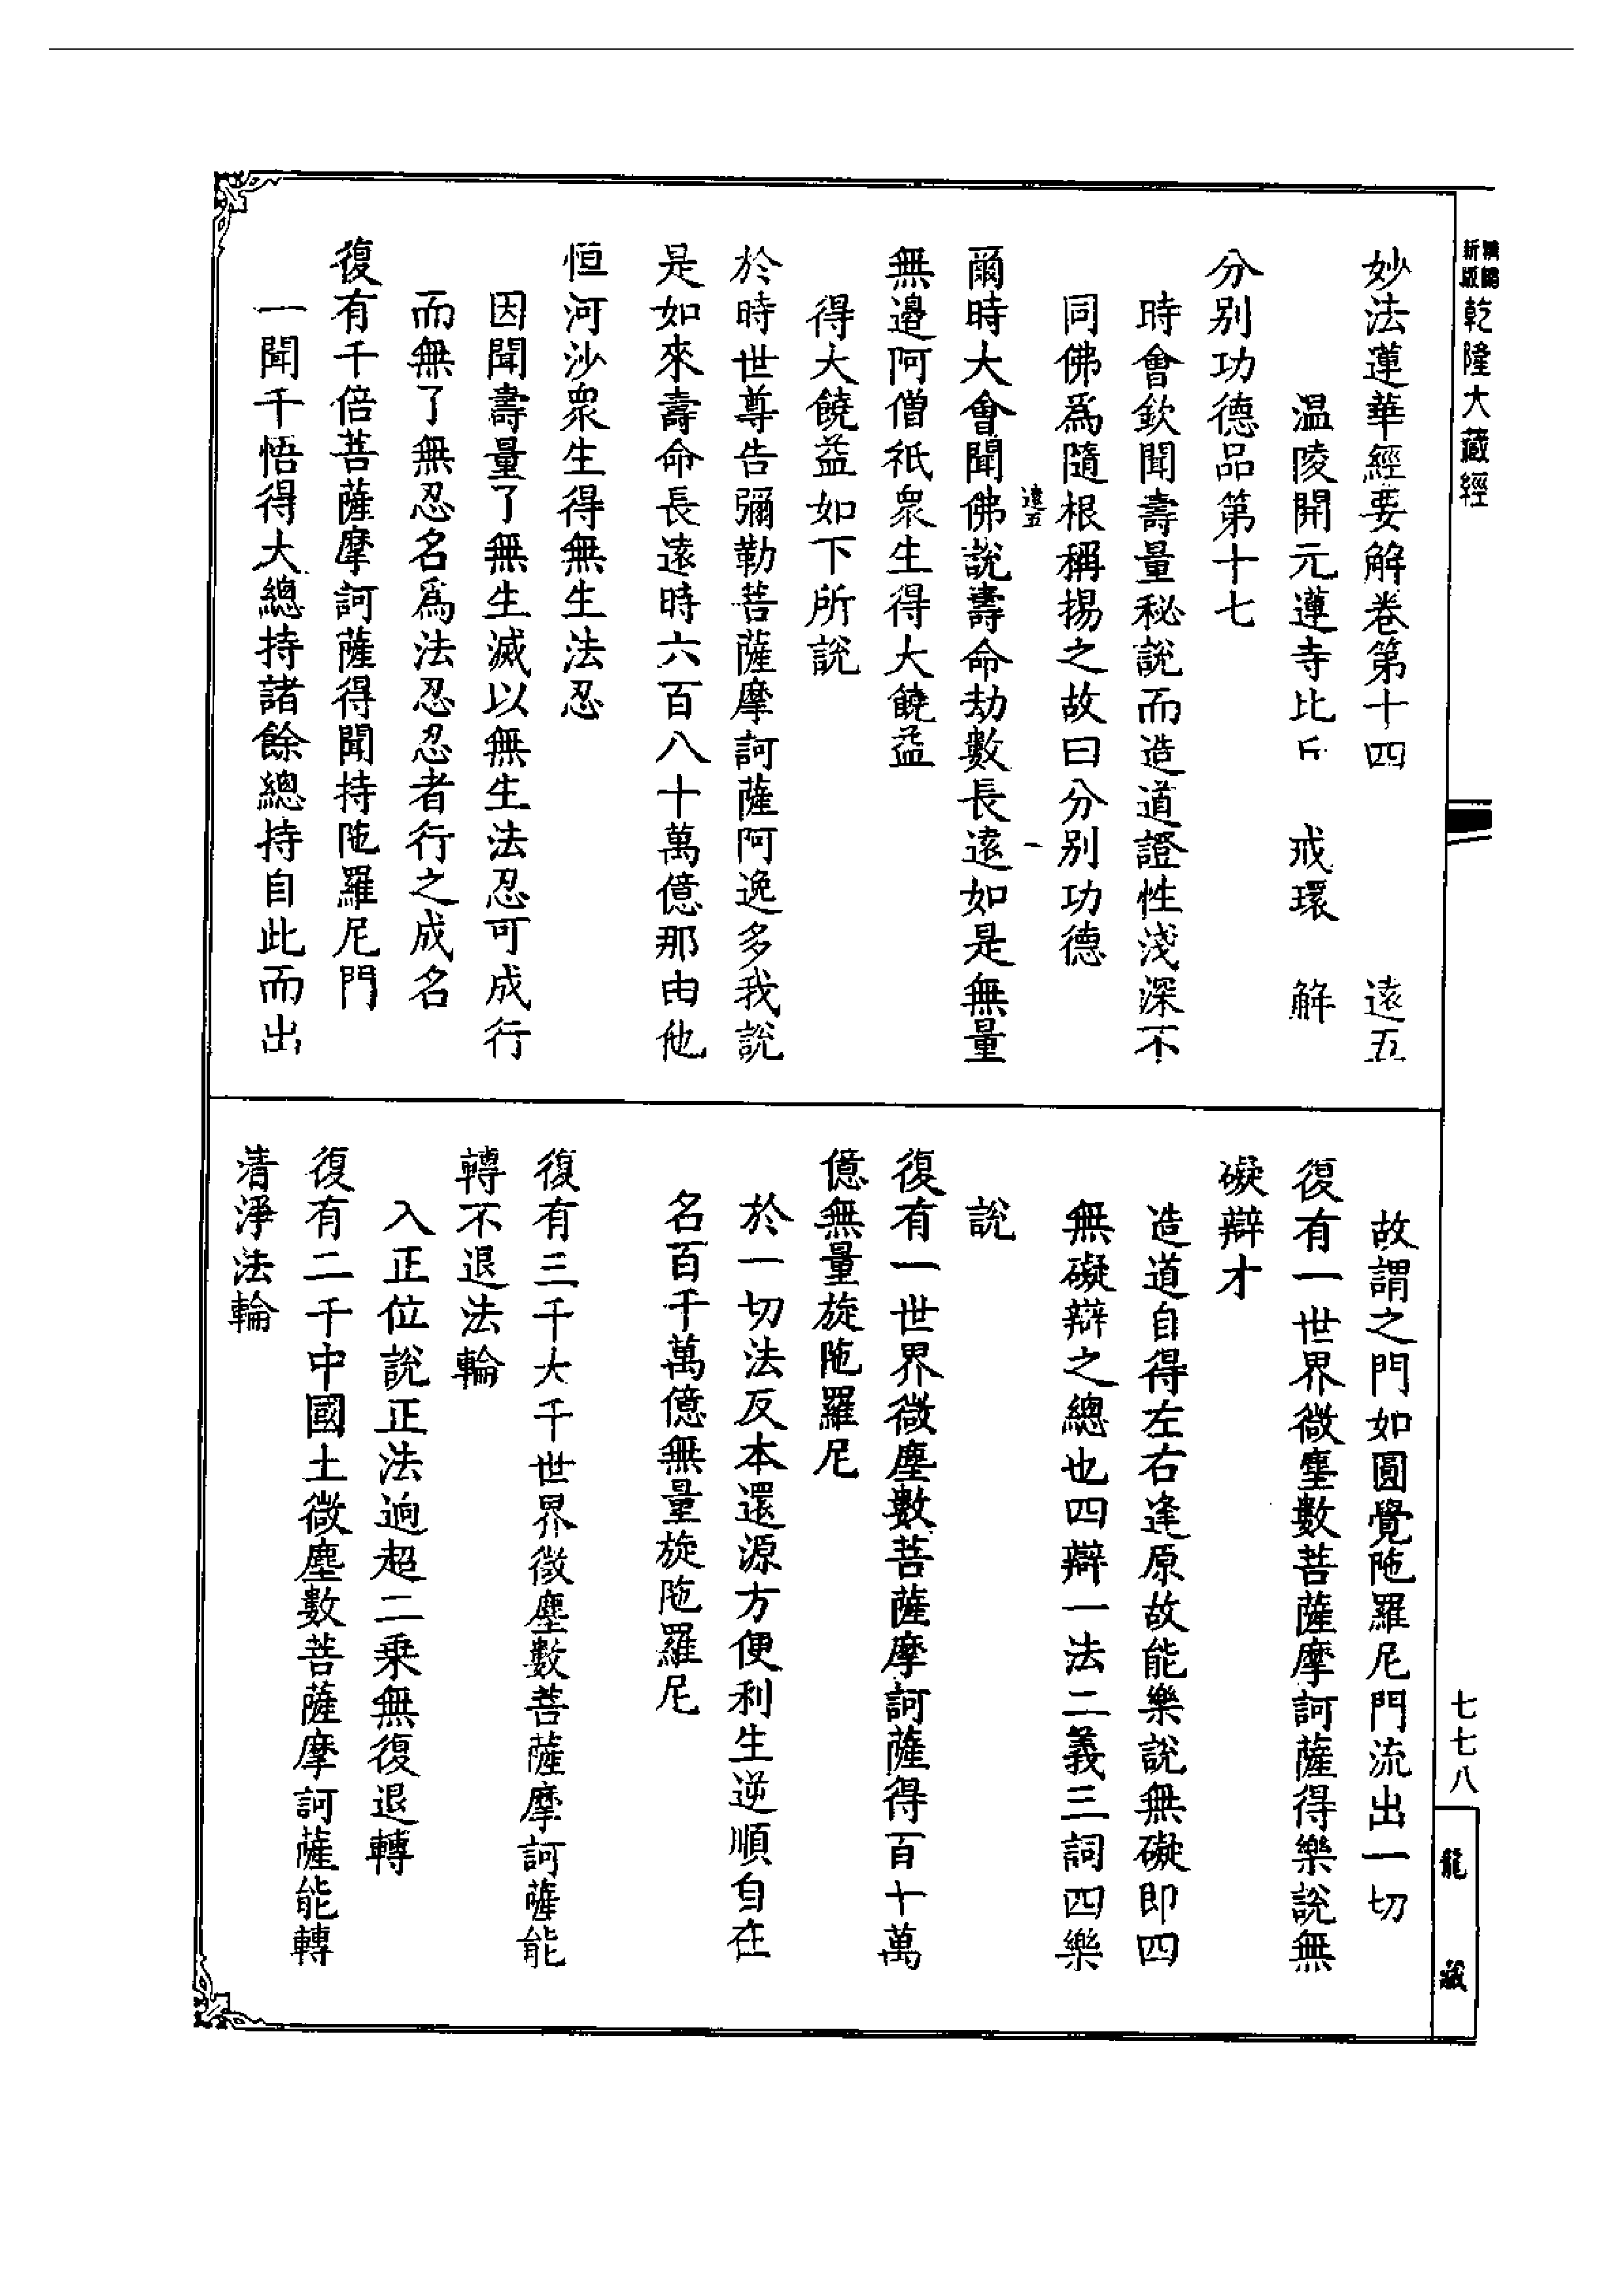 乾隆大藏經
妙法蓮華經要解卷第十四 遠五
溫陵開元蓮寺比丘 戒環 解
分別功德品第十七
時會欽聞壽量秘說而造道證性淺深不
同佛爲隨根稱揚之故曰分別功德
遠五 一
爾時大會聞佛說壽命劫數長遠如是無量
無邊阿僧祇眾生得大饒益
得大饒益如下所說
於時世尊告彌勒菩薩摩訶薩阿逸多我說
是如來壽命長遠時六百八十萬億那由他
恒河沙眾生得無生法忍
因聞壽量了無生滅以無生法忍可成行
而無了無忍名爲法忍忍者行之成名
復有千倍菩薩摩訶薩得聞持陁羅尼門
一聞千悟得大總持諸餘總持自此而出
故謂之門如圓覺陁羅尼門流出一切
復有一世界微塵數菩薩摩訶薩得樂說無
礙辯才
造道自得左右逢原故能樂說無礙即四
無礙辯之總也四辯一法二義三詞四樂
說
復有一世界微塵數菩薩摩訶薩得百千萬
億無量旋陁羅尼
於一切法反本還源方便利生逆順自在
名百千萬億無量旋陁羅尼
復有三千大千世界微塵數菩薩摩訶薩能
轉不退法輪
入正位說正法逈超二乘無復退轉
復有二千中國土微塵數菩薩摩訶薩能轉
清淨法輪
七七八
龍藏